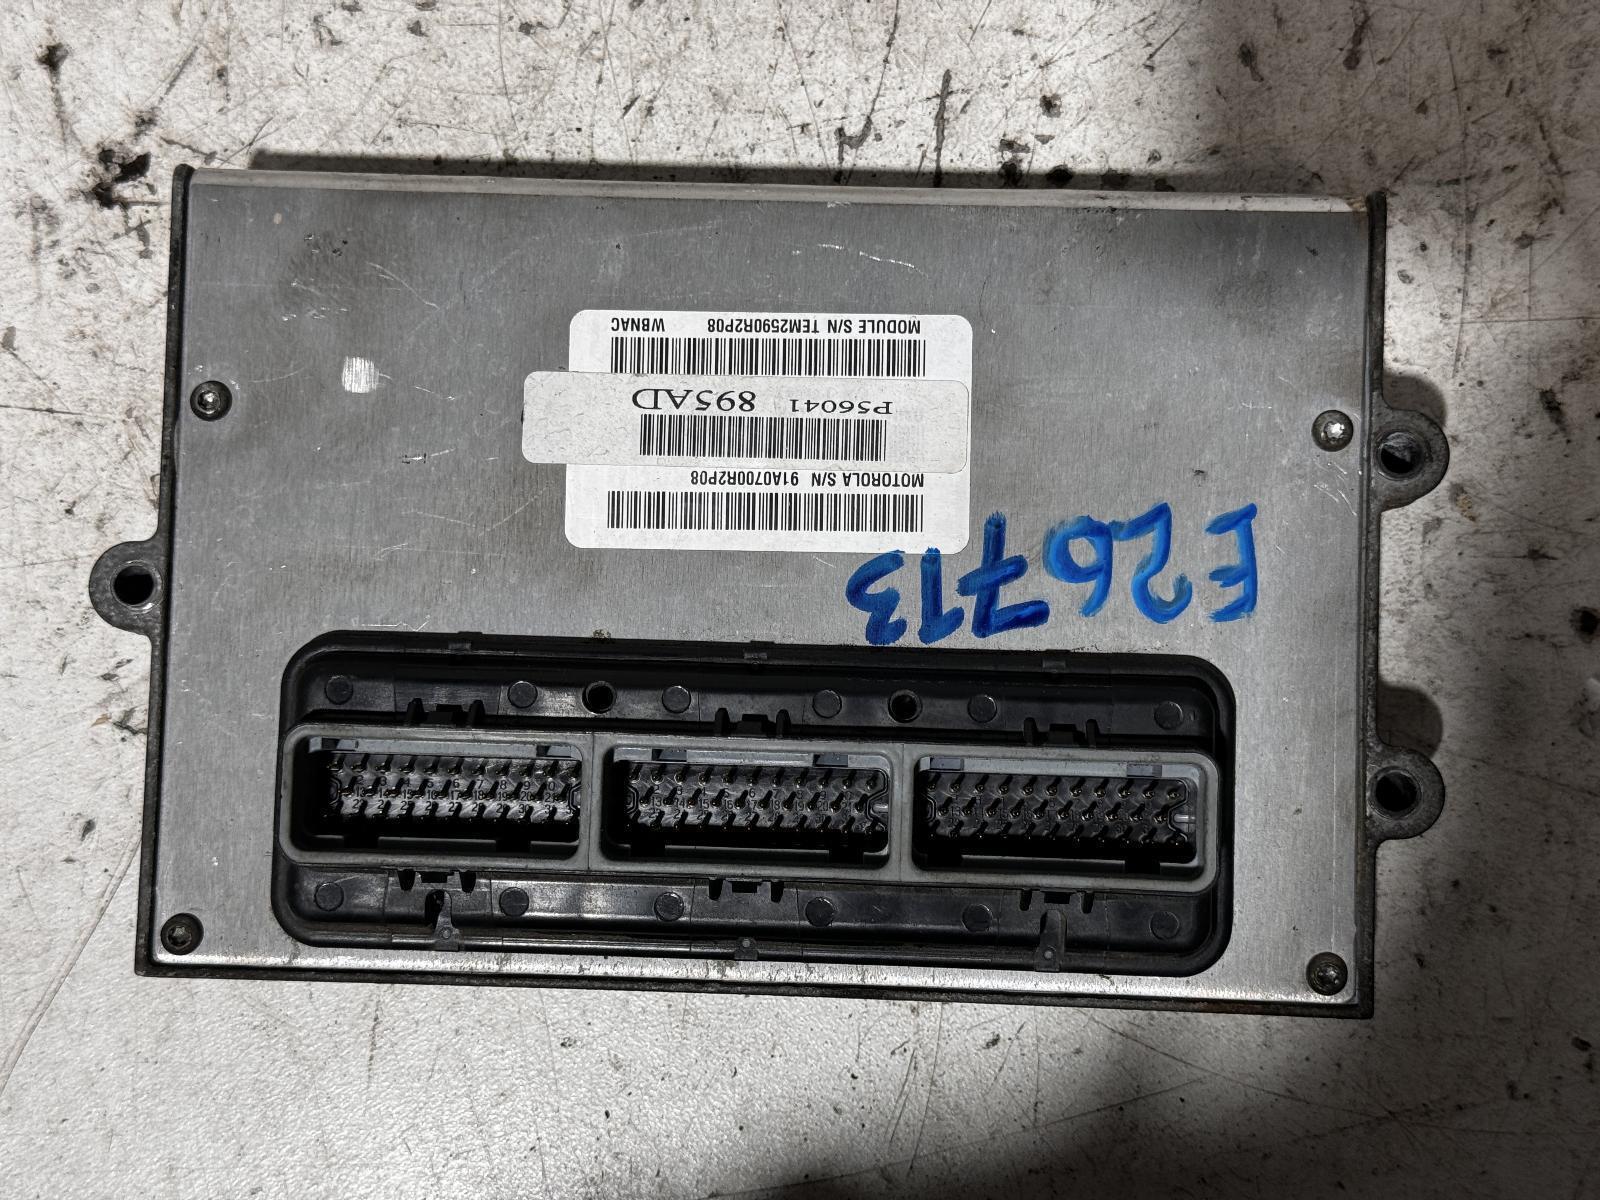 MODULE S/N TEM2590R2P08 WBNAC
P56041 895AD
MOTOROLA S/N 91A0700R2P08
E26713